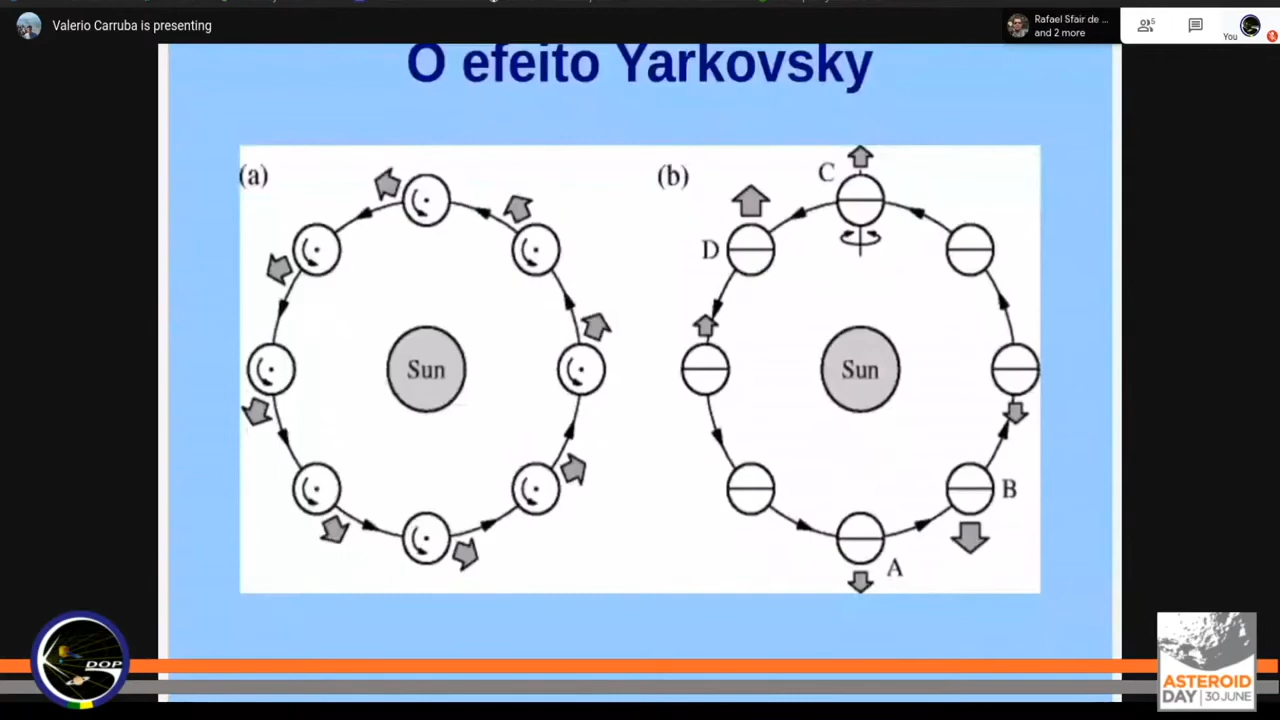 Valerio Carruba is presenting
Rafael Sfair de ...
and 2 more
5
You
O efeito Yarkovsky
(a)
(b)
C
D
Sun
Sun
B
A
DOP
ASTEROID
DAY | 30 JUNE